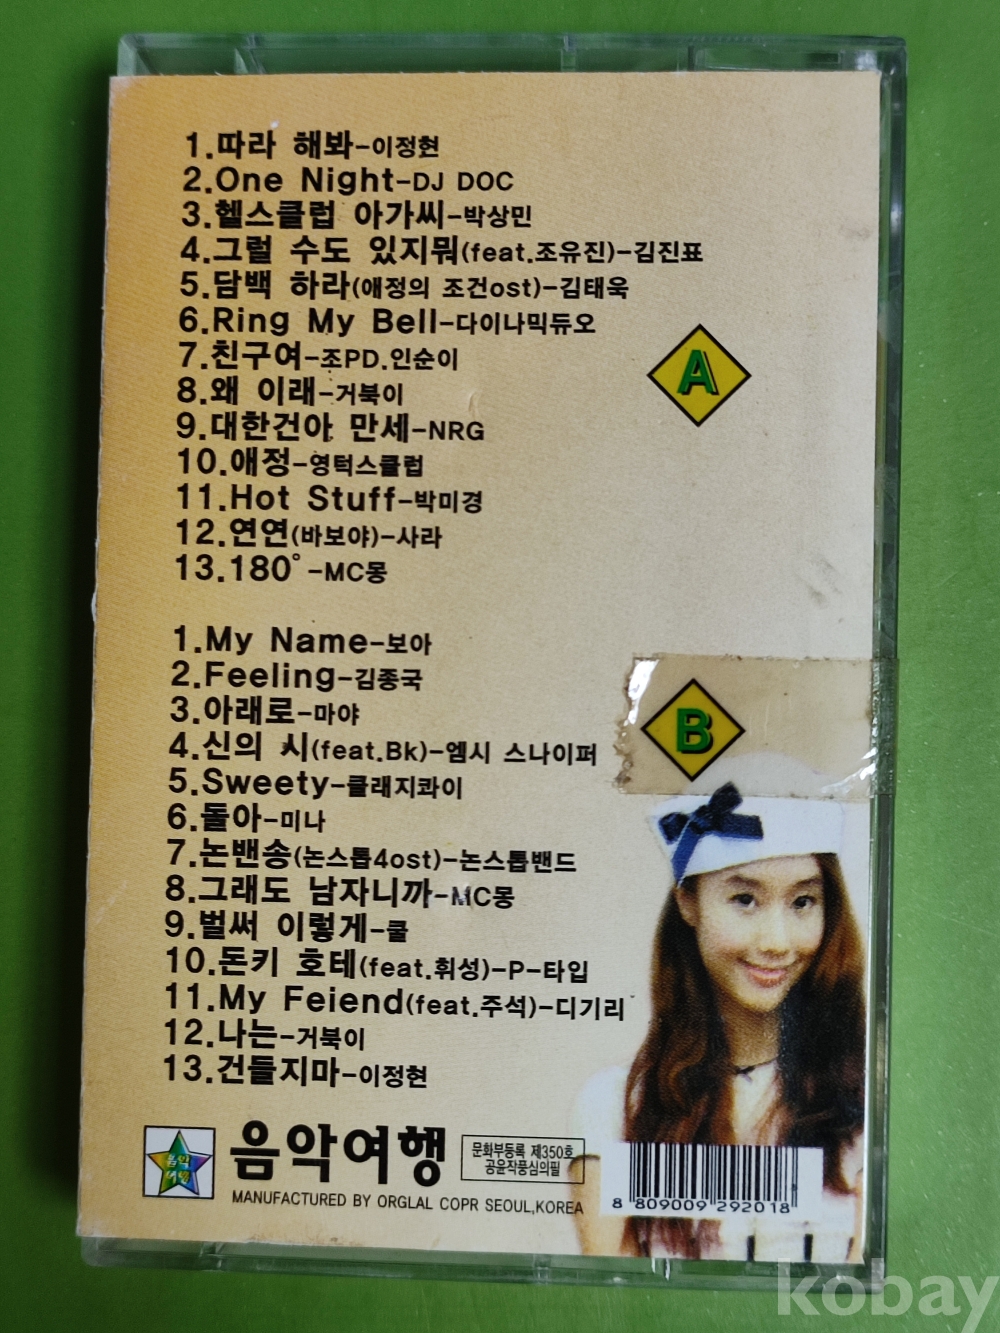 1.따라 해봐-이정현
2.One Night-DJ DOC
3.헬스클럽 아가씨-박상민
4.그럴 수도 있지뭐(feat.조유진)-김진표
5.담백 하라(애정의 조건ost)-김태욱
6.Ring My Bell-다이나믹듀오
7.친구여-조PD.인순이
8.왜 이래-거북이
9.대한건아 만세-NRG
10.애정-영턱스클럽
11.Hot Stuff-박미경
12.연연(바보야)-사라
13.180°-MC몽
A
1.My Name-보아
2.Feeling-김종국
3.아래로-마야
4.신의 시(feat.Bk)-엠시 스나이퍼
5.Sweety-클래지콰이
6.돌아-미나
7.논밴송(논스톱4ost)-논스톱밴드
8.그래도 남자니까-MC몽
9.벌써 이렇게-쿨
10.돈키 호테(feat.휘성)-P-타입
11.My Feiend(feat.주석)-디기리
12.나는-거북이
13.건들지마-이정현
B
음악
여행
음악여행
문화부등록 제350호
공윤작품심의필
MANUFACTURED BY ORGLAL COPR SEOUL,KOREA
8 809009 292018
kobay